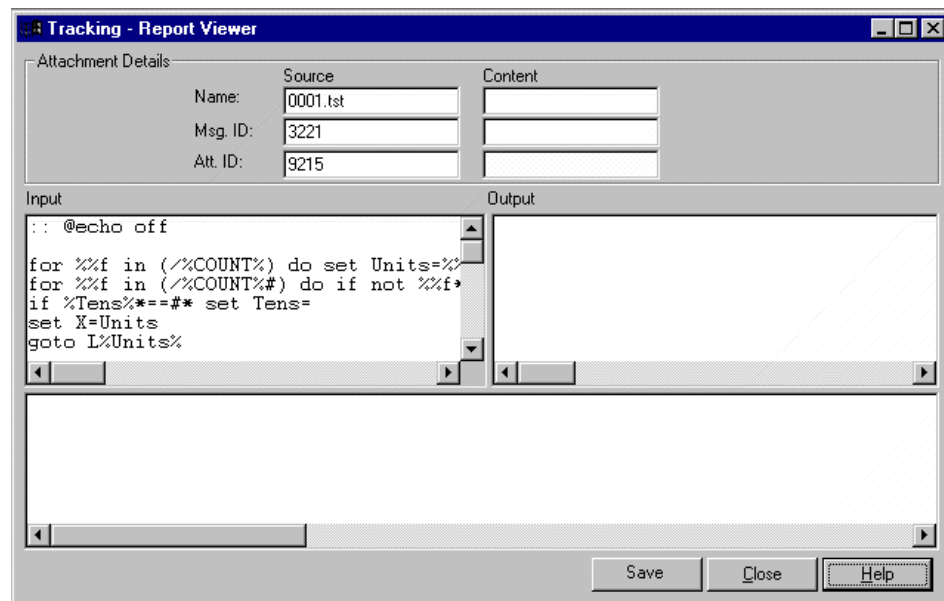 Tracking - Report Viewer
Attachment Details
Source Content
Name: 0001.tst
Msg. ID: 3221
Att. ID: 9215
Input Output
:: @echo off
for %%f in (/%COUNT%) do set Units=%%
for %%f in (/%COUNT%#) do if not %%f*
if %Tens%*==#* set Tens=
set X=Units
goto L%Units%
Save Close Help